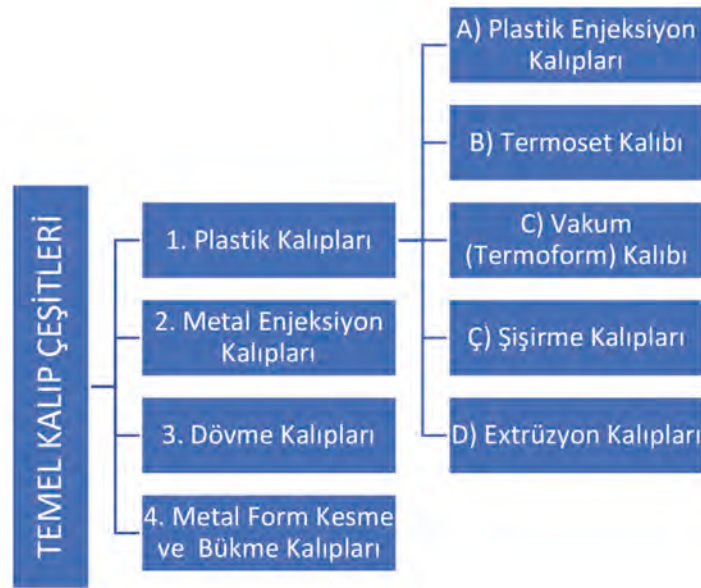 TEMEL KALIP ÇEŞİTLERİ
1. Plastik Kalıpları
2. Metal Enjeksiyon
Kalıpları
3. Dövme Kalıpları
4. Metal Form Kesme
ve Bükme Kalıpları
A) Plastik Enjeksiyon
Kalıpları
B) Termoset Kalıbı
C) Vakum
(Termoform) Kalıbı
Ç) Şişirme Kalıpları
D) Extrüzyon Kalıpları